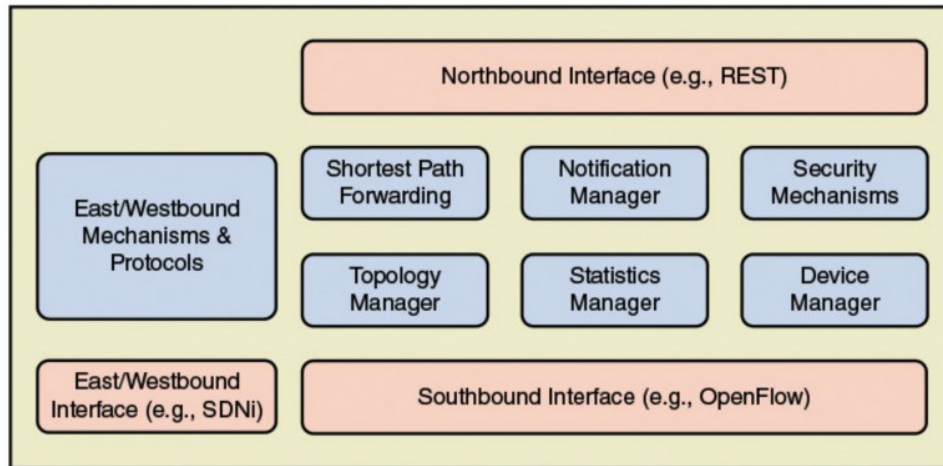 Northbound Interface (e.g., REST)
East/Westbound
Mechanisms &
Protocols
Shortest Path
Forwarding
Notification
Manager
Security
Mechanisms
Topology
Manager
Statistics
Manager
Device
Manager
East/Westbound
Interface (e.g., SDNi)
Southbound Interface (e.g., OpenFlow)